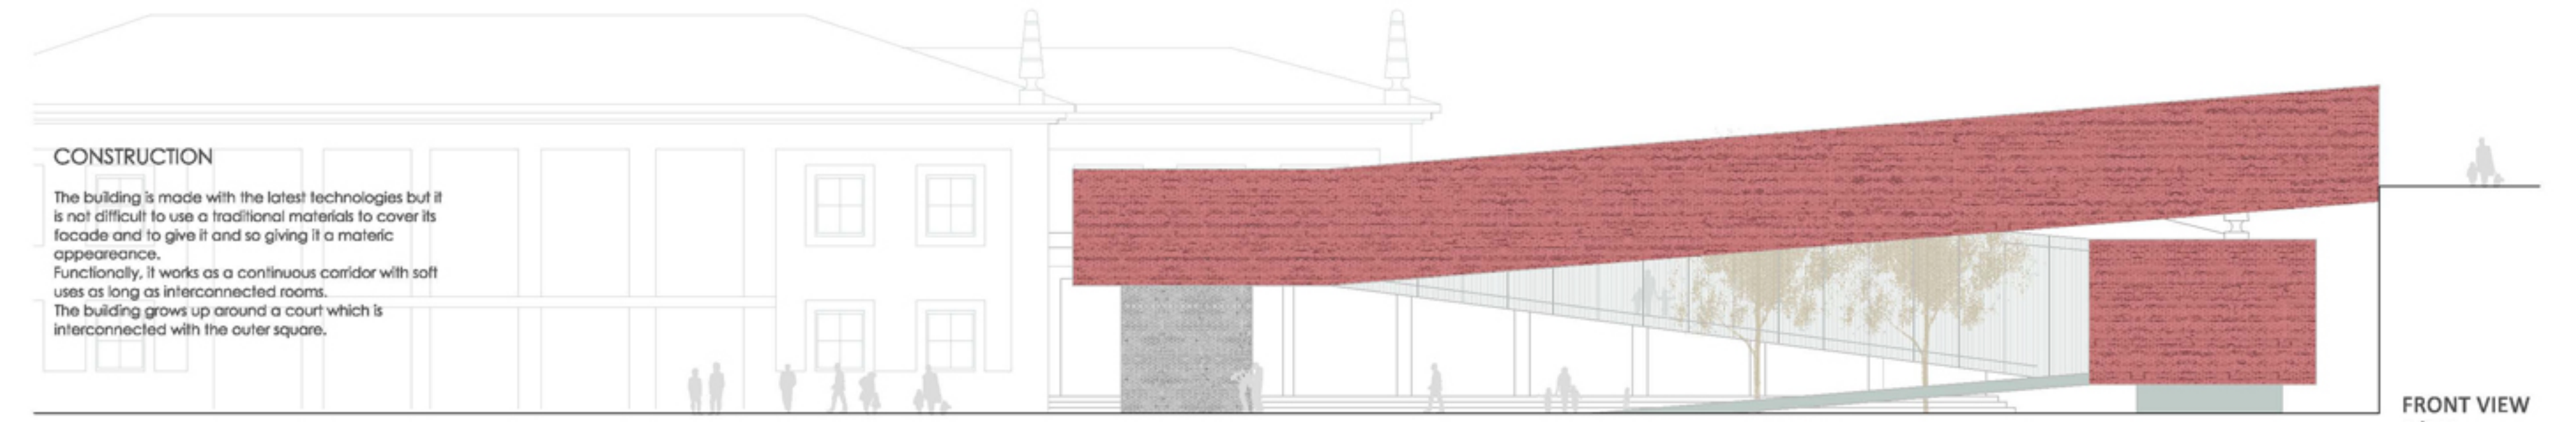 CONSTRUCTION
The building is made with the latest technologies but it
is not difficult to use a traditional materials to cover its
facade and to give it and so giving it a materic
appeareance.
Functionally, it works as a continuous corridor with soft
uses as long as interconnected rooms.
The building grows up around a court which is
interconnected with the outer square.
FRONT VIEW